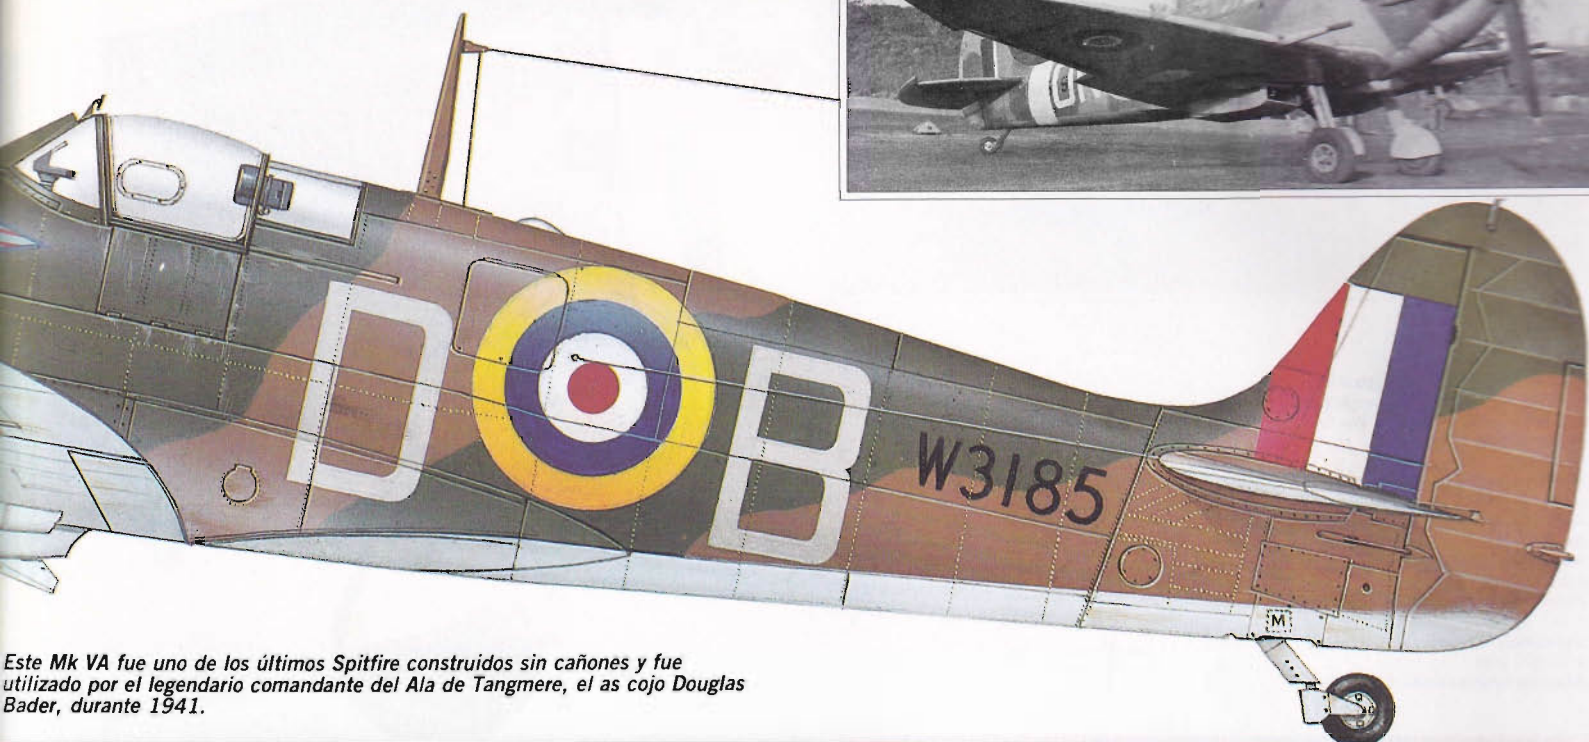 D B
W3185
M
Este Mk VA fue uno de los últimos Spitfire construidos sin cañones y fue
utilizado por el legendario comandante del Ala de Tangmere, el as cojo Douglas
Bader, durante 1941.